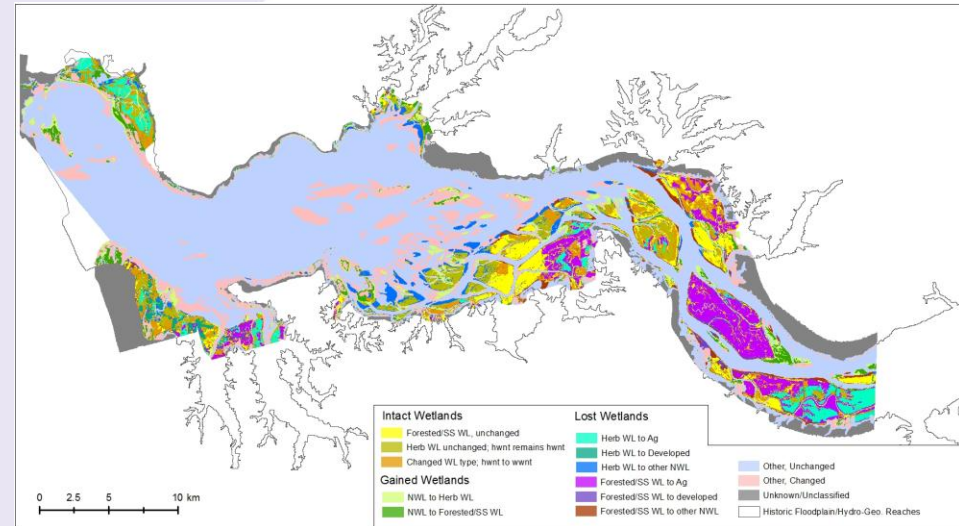 Intact Wetlands
Forested/SS WL, unchanged
Herb WL unchanged; hwnt remains hwnt
Changed WL type; hwnt to wwnt
Gained Wetlands
NWL to Herb WL
NWL to Forested/SS WL
Lost Wetlands
Herb WL to Ag
Herb WL to Developed
Herb WL to other NWL
Forested/SS WL to Ag
Forested/SS WL to developed
Forested/SS WL to other NWL
Other, Unchanged
Other, Changed
Unknown/Unclassified
Historic Floodplain/Hydro-Geo. Reaches
0 2.5 5 10 km